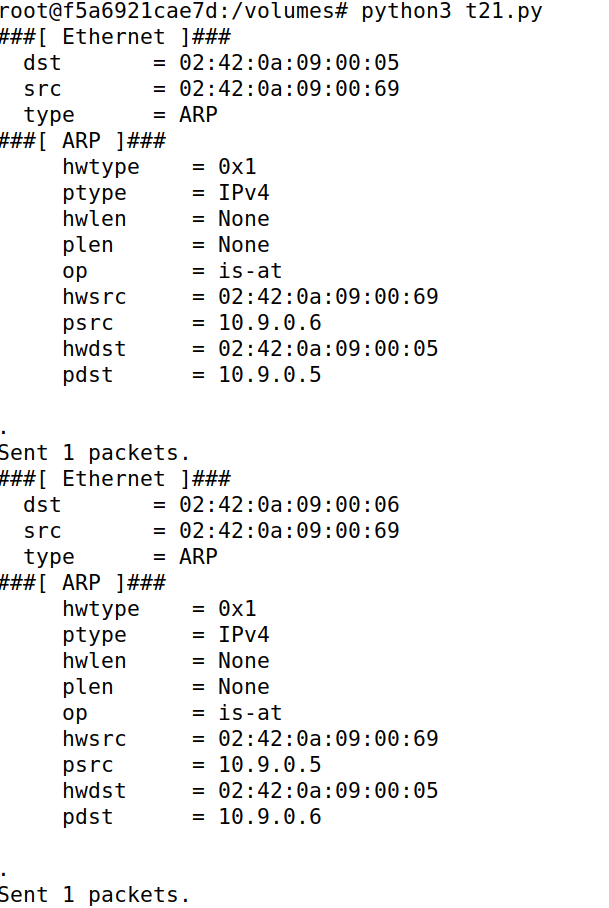 root@f5a6921cae7d:/volumes# python3 t21.py
###[ Ethernet ]###
  dst       = 02:42:0a:09:00:05
  src       = 02:42:0a:09:00:69
  type      = ARP
###[ ARP ]###
     hwtype    = 0x1
     ptype     = IPv4
     hwlen     = None
     plen      = None
     op        = is-at
     hwsrc     = 02:42:0a:09:00:69
     psrc      = 10.9.0.6
     hwdst     = 02:42:0a:09:00:05
     pdst      = 10.9.0.5

.
Sent 1 packets.
###[ Ethernet ]###
  dst       = 02:42:0a:09:00:06
  src       = 02:42:0a:09:00:69
  type      = ARP
###[ ARP ]###
     hwtype    = 0x1
     ptype     = IPv4
     hwlen     = None
     plen      = None
     op        = is-at
     hwsrc     = 02:42:0a:09:00:69
     psrc      = 10.9.0.5
     hwdst     = 02:42:0a:09:00:05
     pdst      = 10.9.0.6

.
Sent 1 packets.